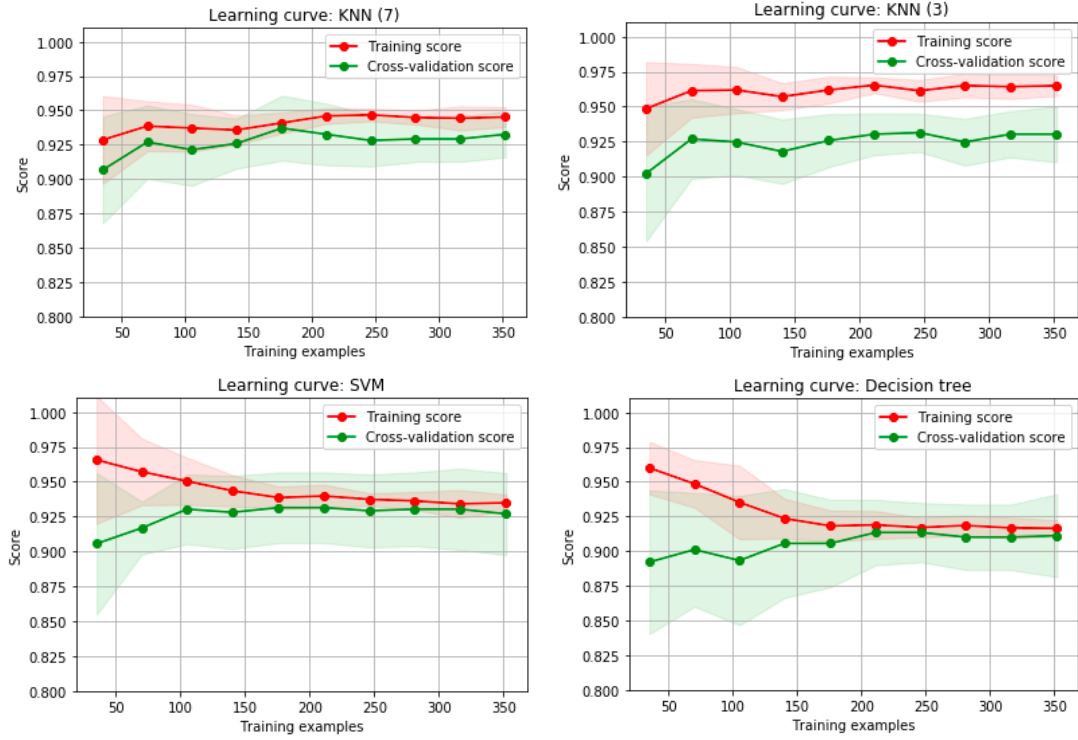 Learning curve: KNN (7)
1.000
0.975
0.950
0.925
0.900
0.875
0.850
0.825
0.800
Score
Training score
Cross-validation score
50 100 150 200 250 300 350
Training examples
Learning curve: KNN (3)
1.000
0.975
0.950
0.925
0.900
0.875
0.850
0.825
0.800
Score
Training score
Cross-validation score
50 100 150 200 250 300 350
Training examples
Learning curve: SVM
1.000
0.975
0.950
0.925
0.900
0.875
0.850
0.825
0.800
Score
Training score
Cross-validation score
50 100 150 200 250 300 350
Training examples
Learning curve: Decision tree
1.000
0.975
0.950
0.925
0.900
0.875
0.850
0.825
0.800
Score
Training score
Cross-validation score
50 100 150 200 250 300 350
Training examples